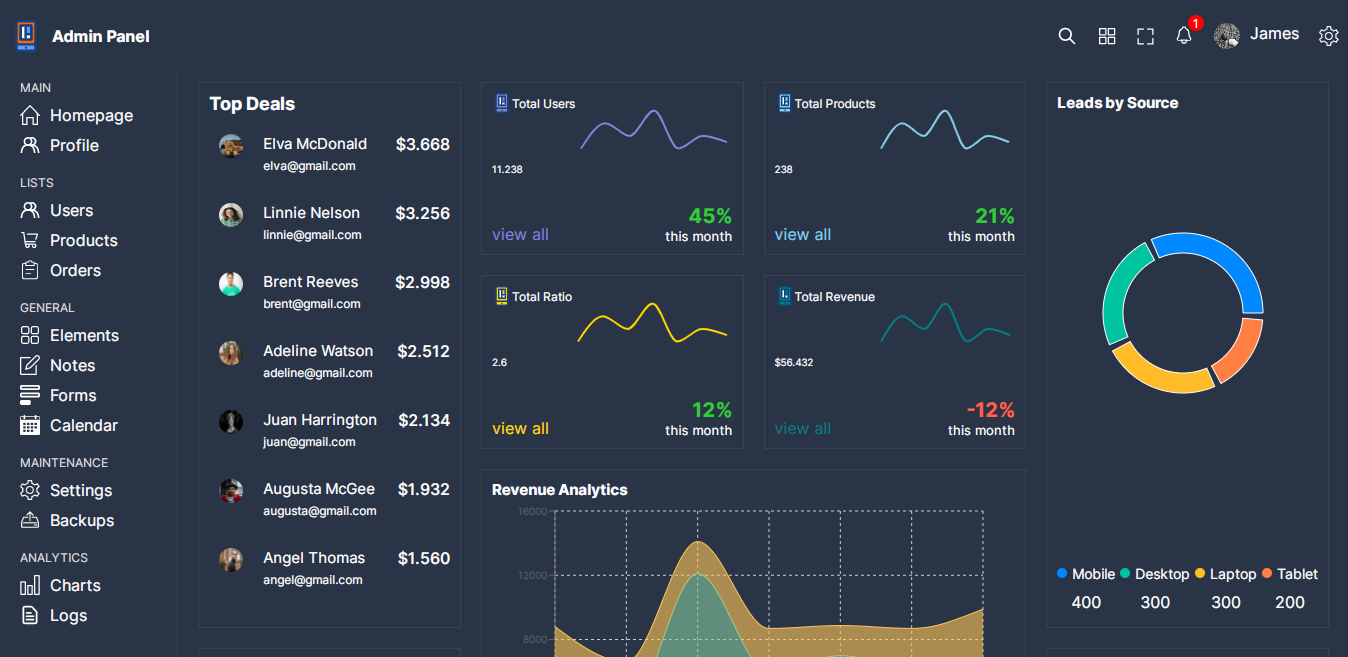 Admin Panel
1
James
MAIN
Homepage
Profile
LISTS
Users
Products
Orders
GENERAL
Elements
Notes
Forms
Calendar
MAINTENANCE
Settings
Backups
ANALYTICS
Charts
Logs
Top Deals
Elva McDonald $3.668
elva@gmail.com
Linnie Nelson $3.256
linnie@gmail.com
Brent Reeves $2.998
brent@gmail.com
Adeline Watson $2.512
adeline@gmail.com
Juan Harrington $2.134
juan@gmail.com
Augusta McGee $1.932
augusta@gmail.com
Angel Thomas $1.560
angel@gmail.com
Total Users
11.238
45%
view all this month
Total Products
238
21%
view all this month
Total Ratio
2.6
12%
view all this month
Total Revenue
$56.432
-12%
view all this month
Revenue Analytics
16000
12000
8000
Leads by Source
Mobile Desktop Laptop Tablet
400 300 300 200